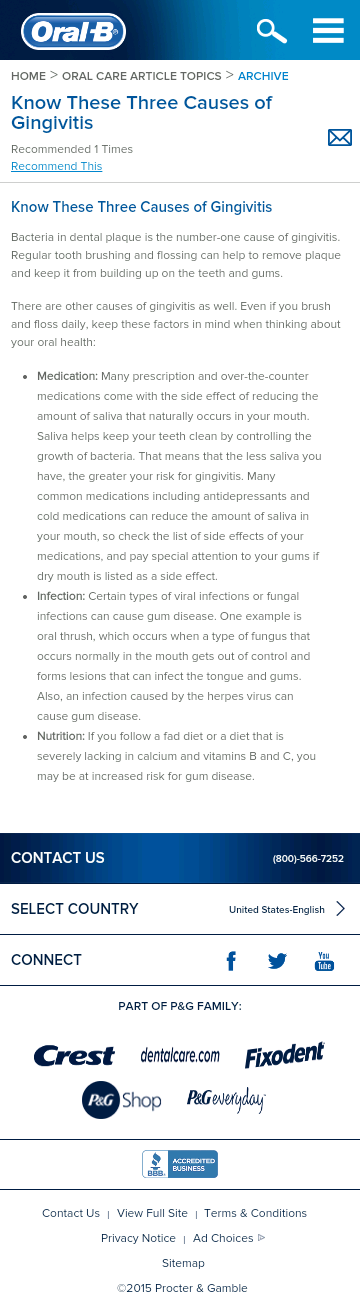 Oral-B®
HOME > ORAL CARE ARTICLE TOPICS > ARCHIVE
Know These Three Causes of
Gingivitis
Recommended 1 Times
Recommend This
Know These Three Causes of Gingivitis
Bacteria in dental plaque is the number-one cause of gingivitis.
Regular tooth brushing and flossing can help to remove plaque
and keep it from building up on the teeth and gums.
There are other causes of gingivitis as well. Even if you brush
and floss daily, keep these factors in mind when thinking about
your oral health:
• Medication: Many prescription and over-the-counter
medications come with the side effect of reducing the
amount of saliva that naturally occurs in your mouth.
Saliva helps keep your teeth clean by controlling the
growth of bacteria. That means that the less saliva you
have, the greater your risk for gingivitis. Many
common medications including antidepressants and
cold medications can reduce the amount of saliva in
your mouth, so check the list of side effects of your
medications, and pay special attention to your gums if
dry mouth is listed as a side effect.
• Infection: Certain types of viral infections or fungal
infections can cause gum disease. One example is
oral thrush, which occurs when a type of fungus that
occurs normally in the mouth gets out of control and
forms lesions that can infect the tongue and gums.
Also, an infection caused by the herpes virus can
cause gum disease.
• Nutrition: If you follow a fad diet or a diet that is
severely lacking in calcium and vitamins B and C, you
may be at increased risk for gum disease.
CONTACT US (800)-566-7252
SELECT COUNTRY United States-English
CONNECT You Tube
PART OF P&G FAMILY:
Crest dentalcare.com Fixodent
P&G Shop P&G everyday
BBB ACCREDITED BUSINESS
Contact Us | View Full Site | Terms & Conditions
Privacy Notice | Ad Choices
Sitemap
©2015 Procter & Gamble